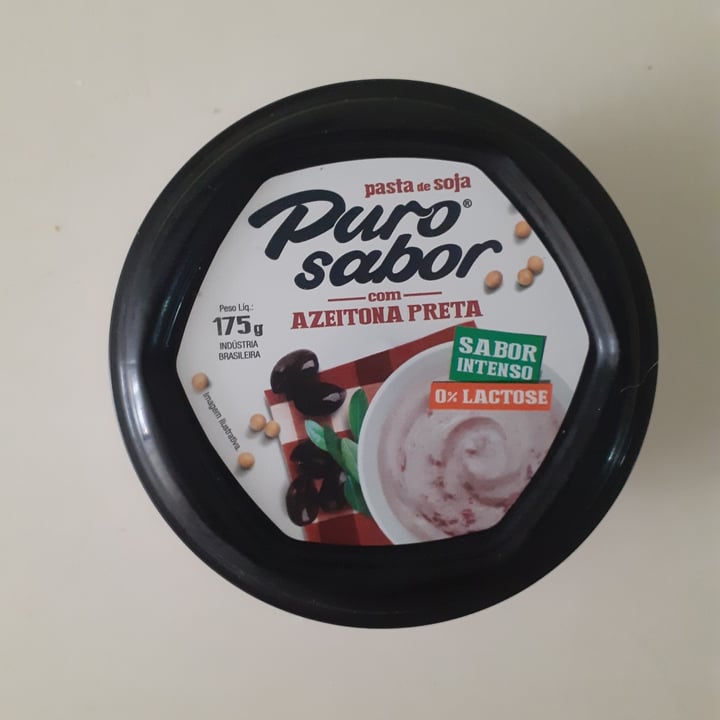 pasta de soja
Puro®
sabor
com
AZEITONA PRETA
Peso Líq.:
175g
INDÚSTRIA
BRASILEIRA
SABOR
INTENSO
0% LACTOSE
Imagem ilustrativa